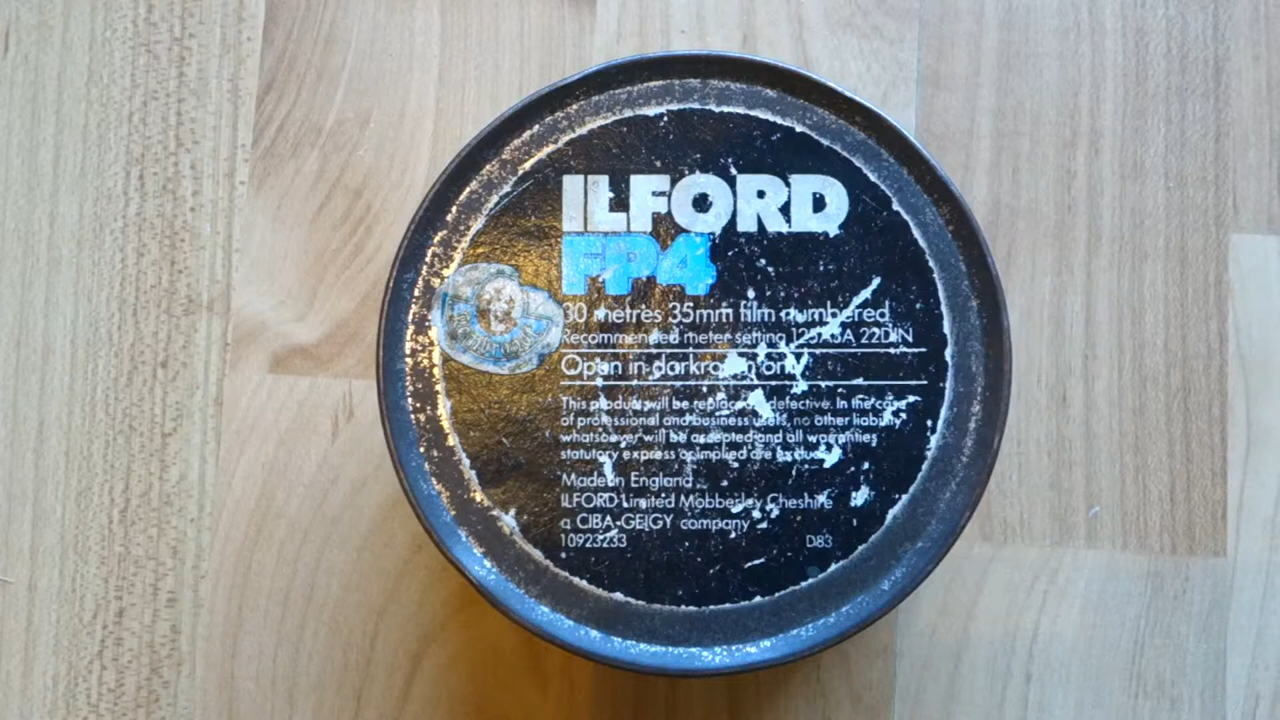 ILFORD
FP4
30 metres 35mm film numbered
Recommended meter setting 125ASA 22DIN
Open in darkroom only
This product will be replaced if defective. In the case
of professional and business users, no other liability
whatsoever will be accepted and all warranties
statutory express or implied are excluded
Made in England
ILFORD Limited Mobberley Cheshire
a CIBA-GEIGY company
10923233 D83